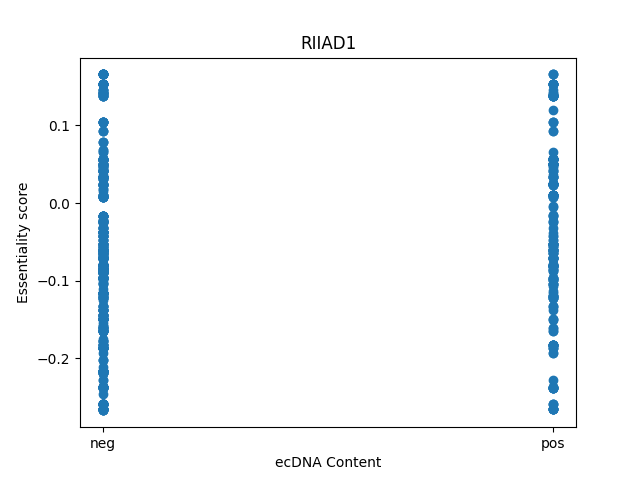 RIIAD1
Essentiality score
0.1
0.0
−0.1
−0.2
neg
pos
ecDNA Content